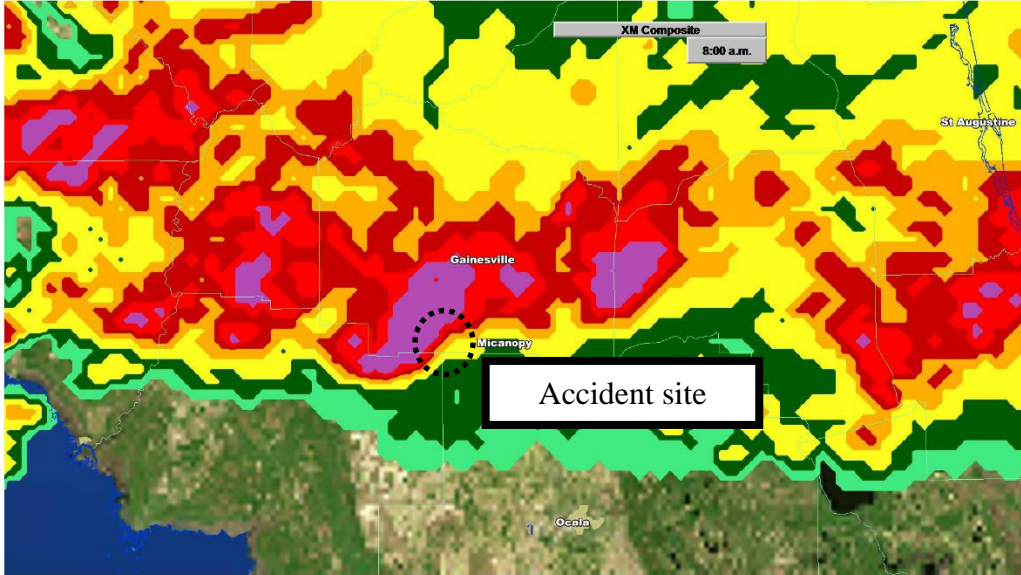 XM Composite
8:00 a.m.
St Augustine
Gainesville
Micanopy
Accident site
Ocala